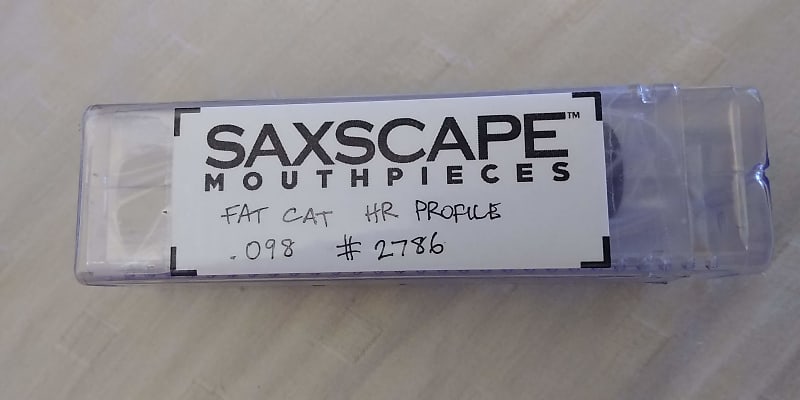 SAXSCAPE™
MOUTHPIECES
FAT CAT HR PROFILE
.098 #2786